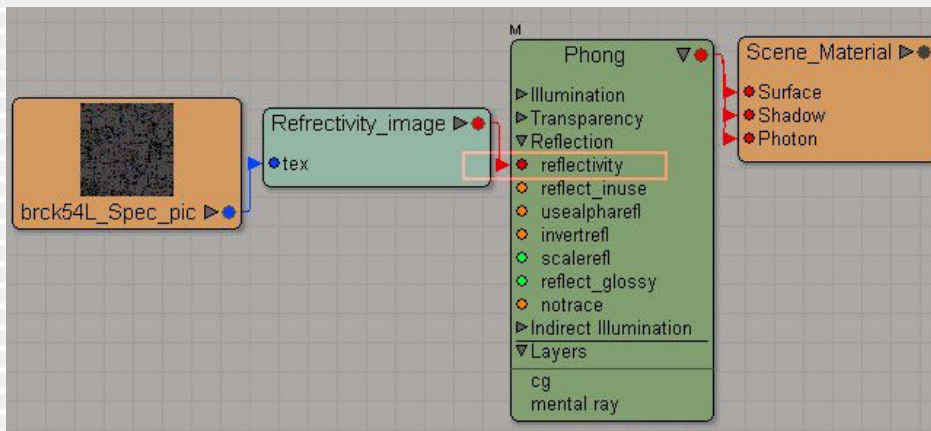 brck54L_Spec_pic
Refrectivity_image
tex
M
Phong
Illumination
Transparency
Reflection
reflectivity
reflect_inuse
usealpharefl
invertrefl
scalerefl
reflect_glossy
notrace
Indirect Illumination
Layers
cg
mental ray
Scene_Material
Surface
Shadow
Photon